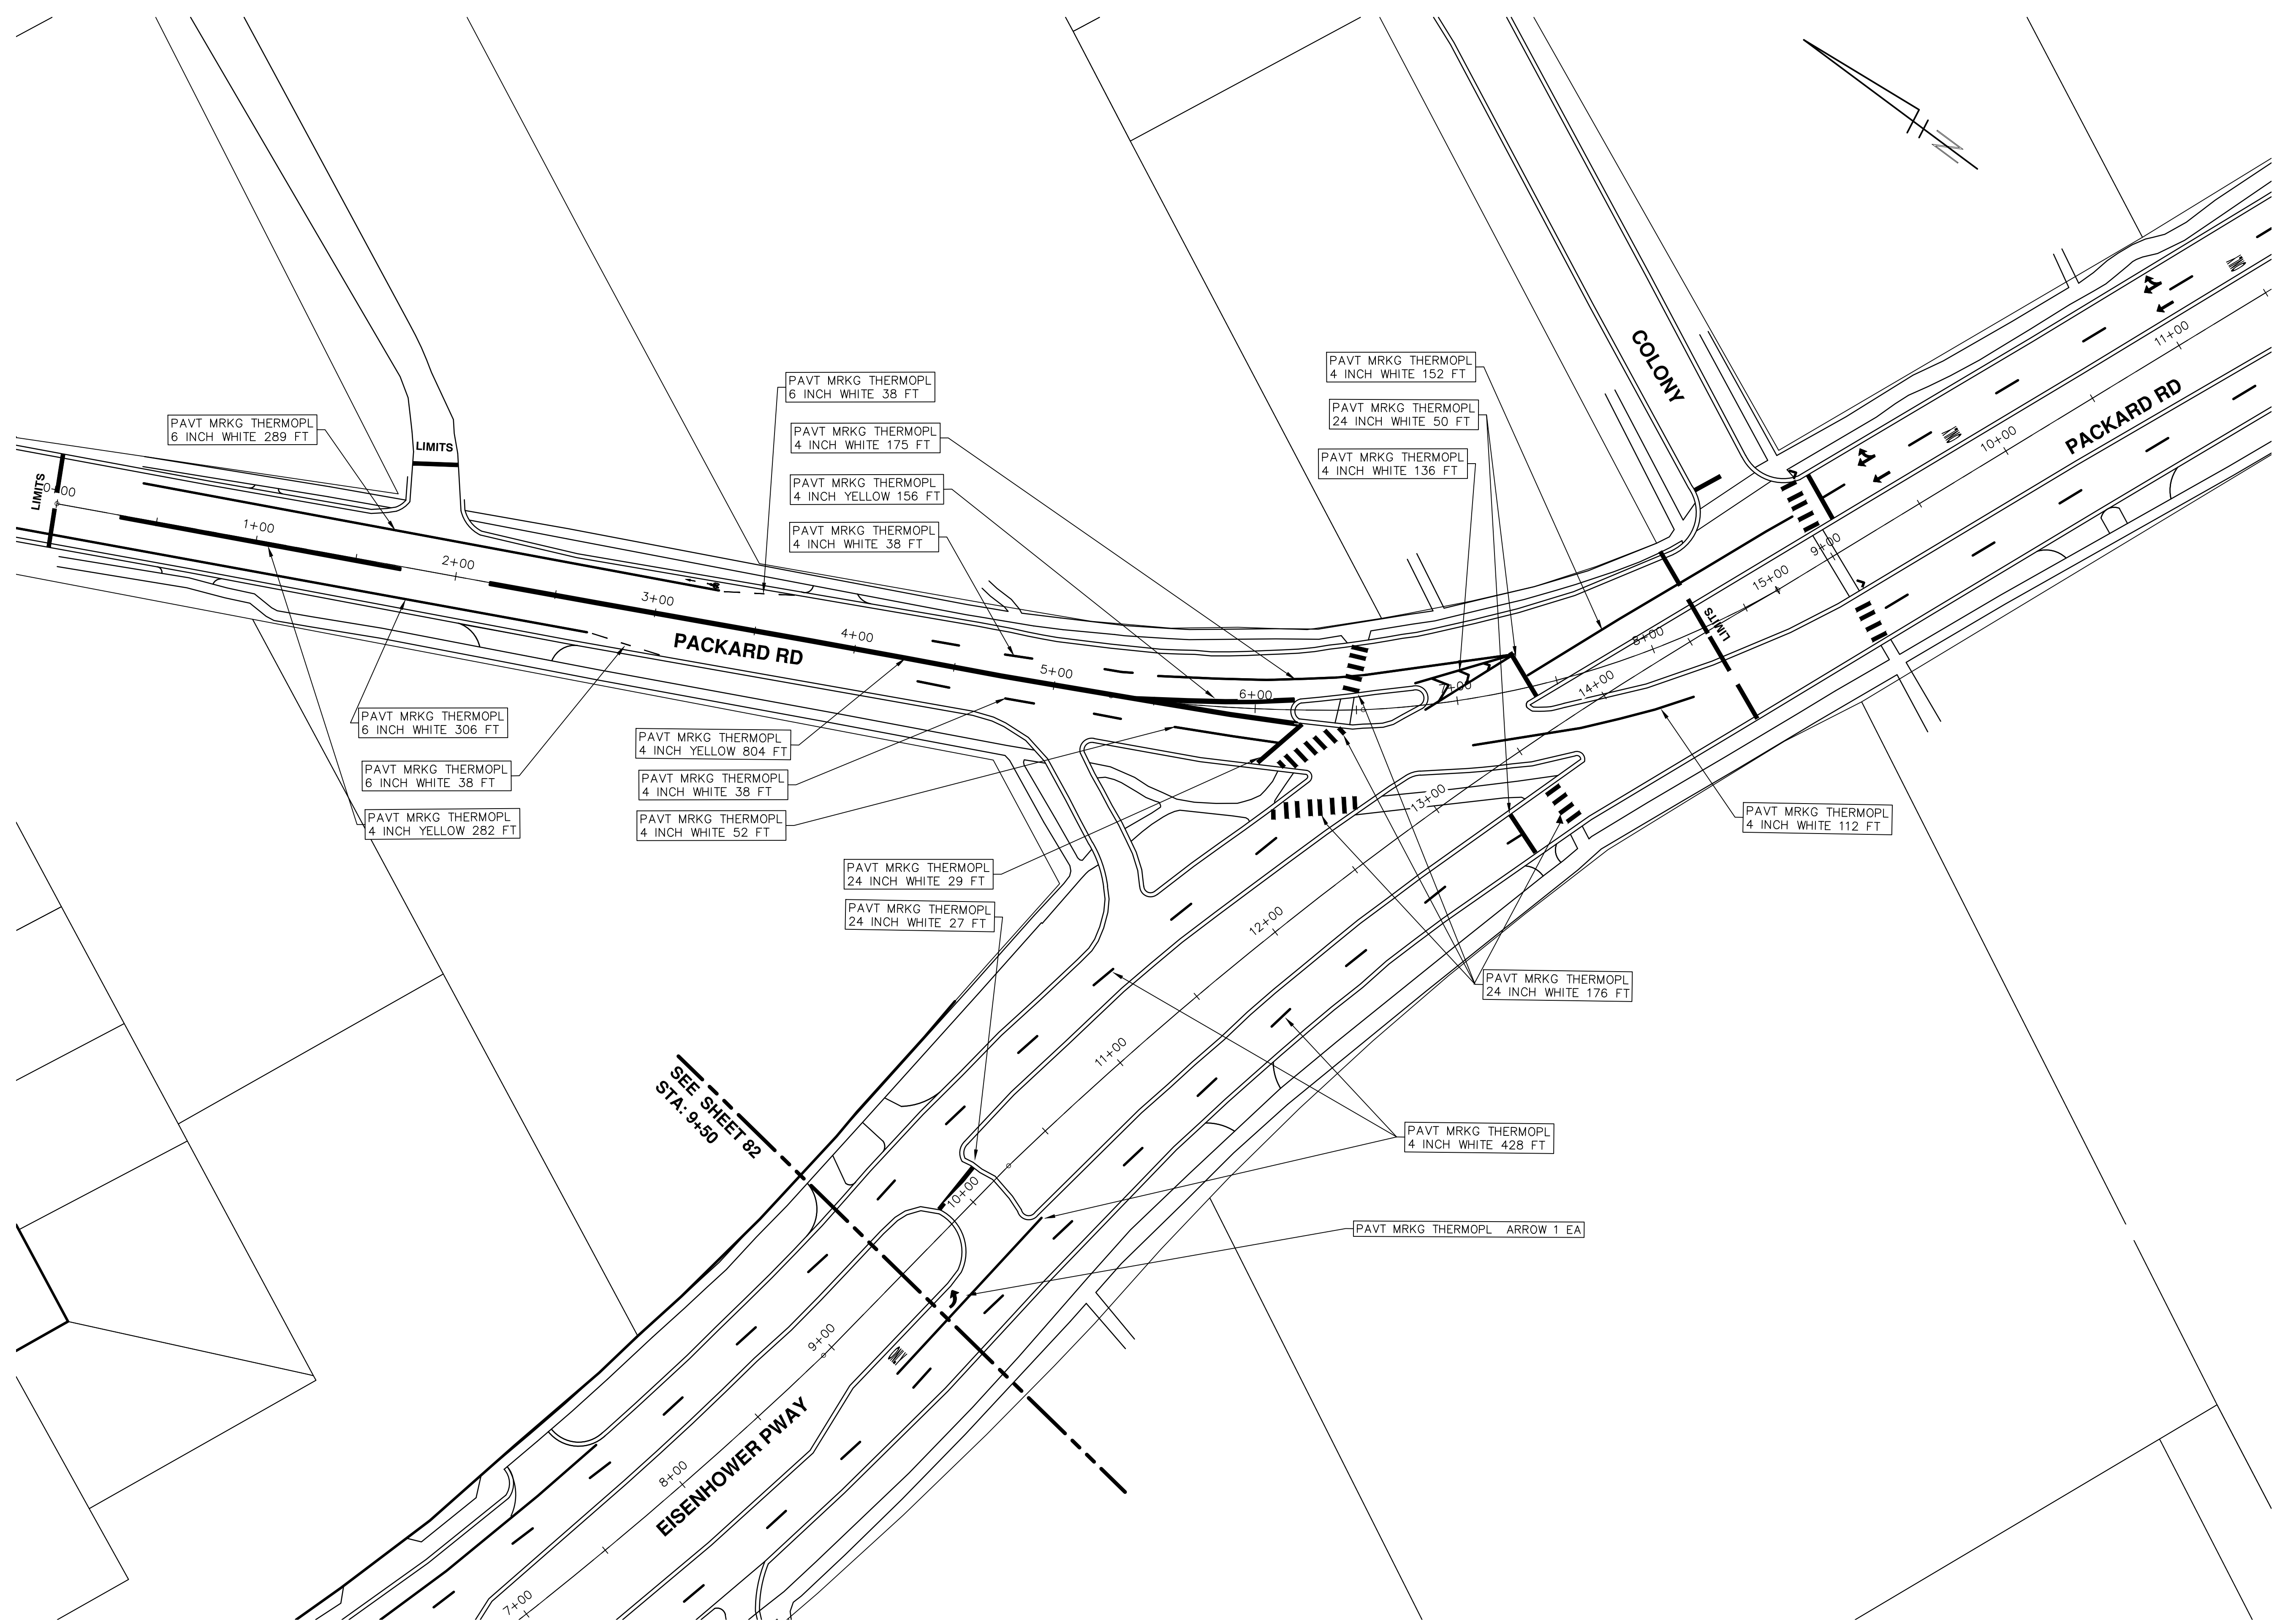 PAVT MRKG THERMOPL
6 INCH WHITE 289 FT
LIMITS
LIMITS
0+00
1+00
2+00
3+00
4+00
5+00
6+00
7+00
8+00
9+00
10+00
11+00
PACKARD RD
PAVT MRKG THERMOPL
6 INCH WHITE 38 FT
PAVT MRKG THERMOPL
4 INCH WHITE 175 FT
PAVT MRKG THERMOPL
4 INCH YELLOW 156 FT
PAVT MRKG THERMOPL
4 INCH WHITE 38 FT
PAVT MRKG THERMOPL
4 INCH WHITE 152 FT
PAVT MRKG THERMOPL
24 INCH WHITE 50 FT
PAVT MRKG THERMOPL
4 INCH WHITE 136 FT
COLONY
N
ONLY
ONLY
PACKARD RD
LIMITS
15+00
14+00
13+00
12+00
11+00
10+00
9+00
8+00
7+00
PAVT MRKG THERMOPL
6 INCH WHITE 306 FT
PAVT MRKG THERMOPL
6 INCH WHITE 38 FT
PAVT MRKG THERMOPL
4 INCH YELLOW 282 FT
PAVT MRKG THERMOPL
4 INCH YELLOW 804 FT
PAVT MRKG THERMOPL
4 INCH WHITE 38 FT
PAVT MRKG THERMOPL
4 INCH WHITE 52 FT
PAVT MRKG THERMOPL
24 INCH WHITE 29 FT
PAVT MRKG THERMOPL
24 INCH WHITE 27 FT
PAVT MRKG THERMOPL
4 INCH WHITE 112 FT
PAVT MRKG THERMOPL
24 INCH WHITE 176 FT
PAVT MRKG THERMOPL
4 INCH WHITE 428 FT
PAVT MRKG THERMOPL ARROW 1 EA
SEE SHEET 82
STA: 9+50
ONLY
EISENHOWER PWAY